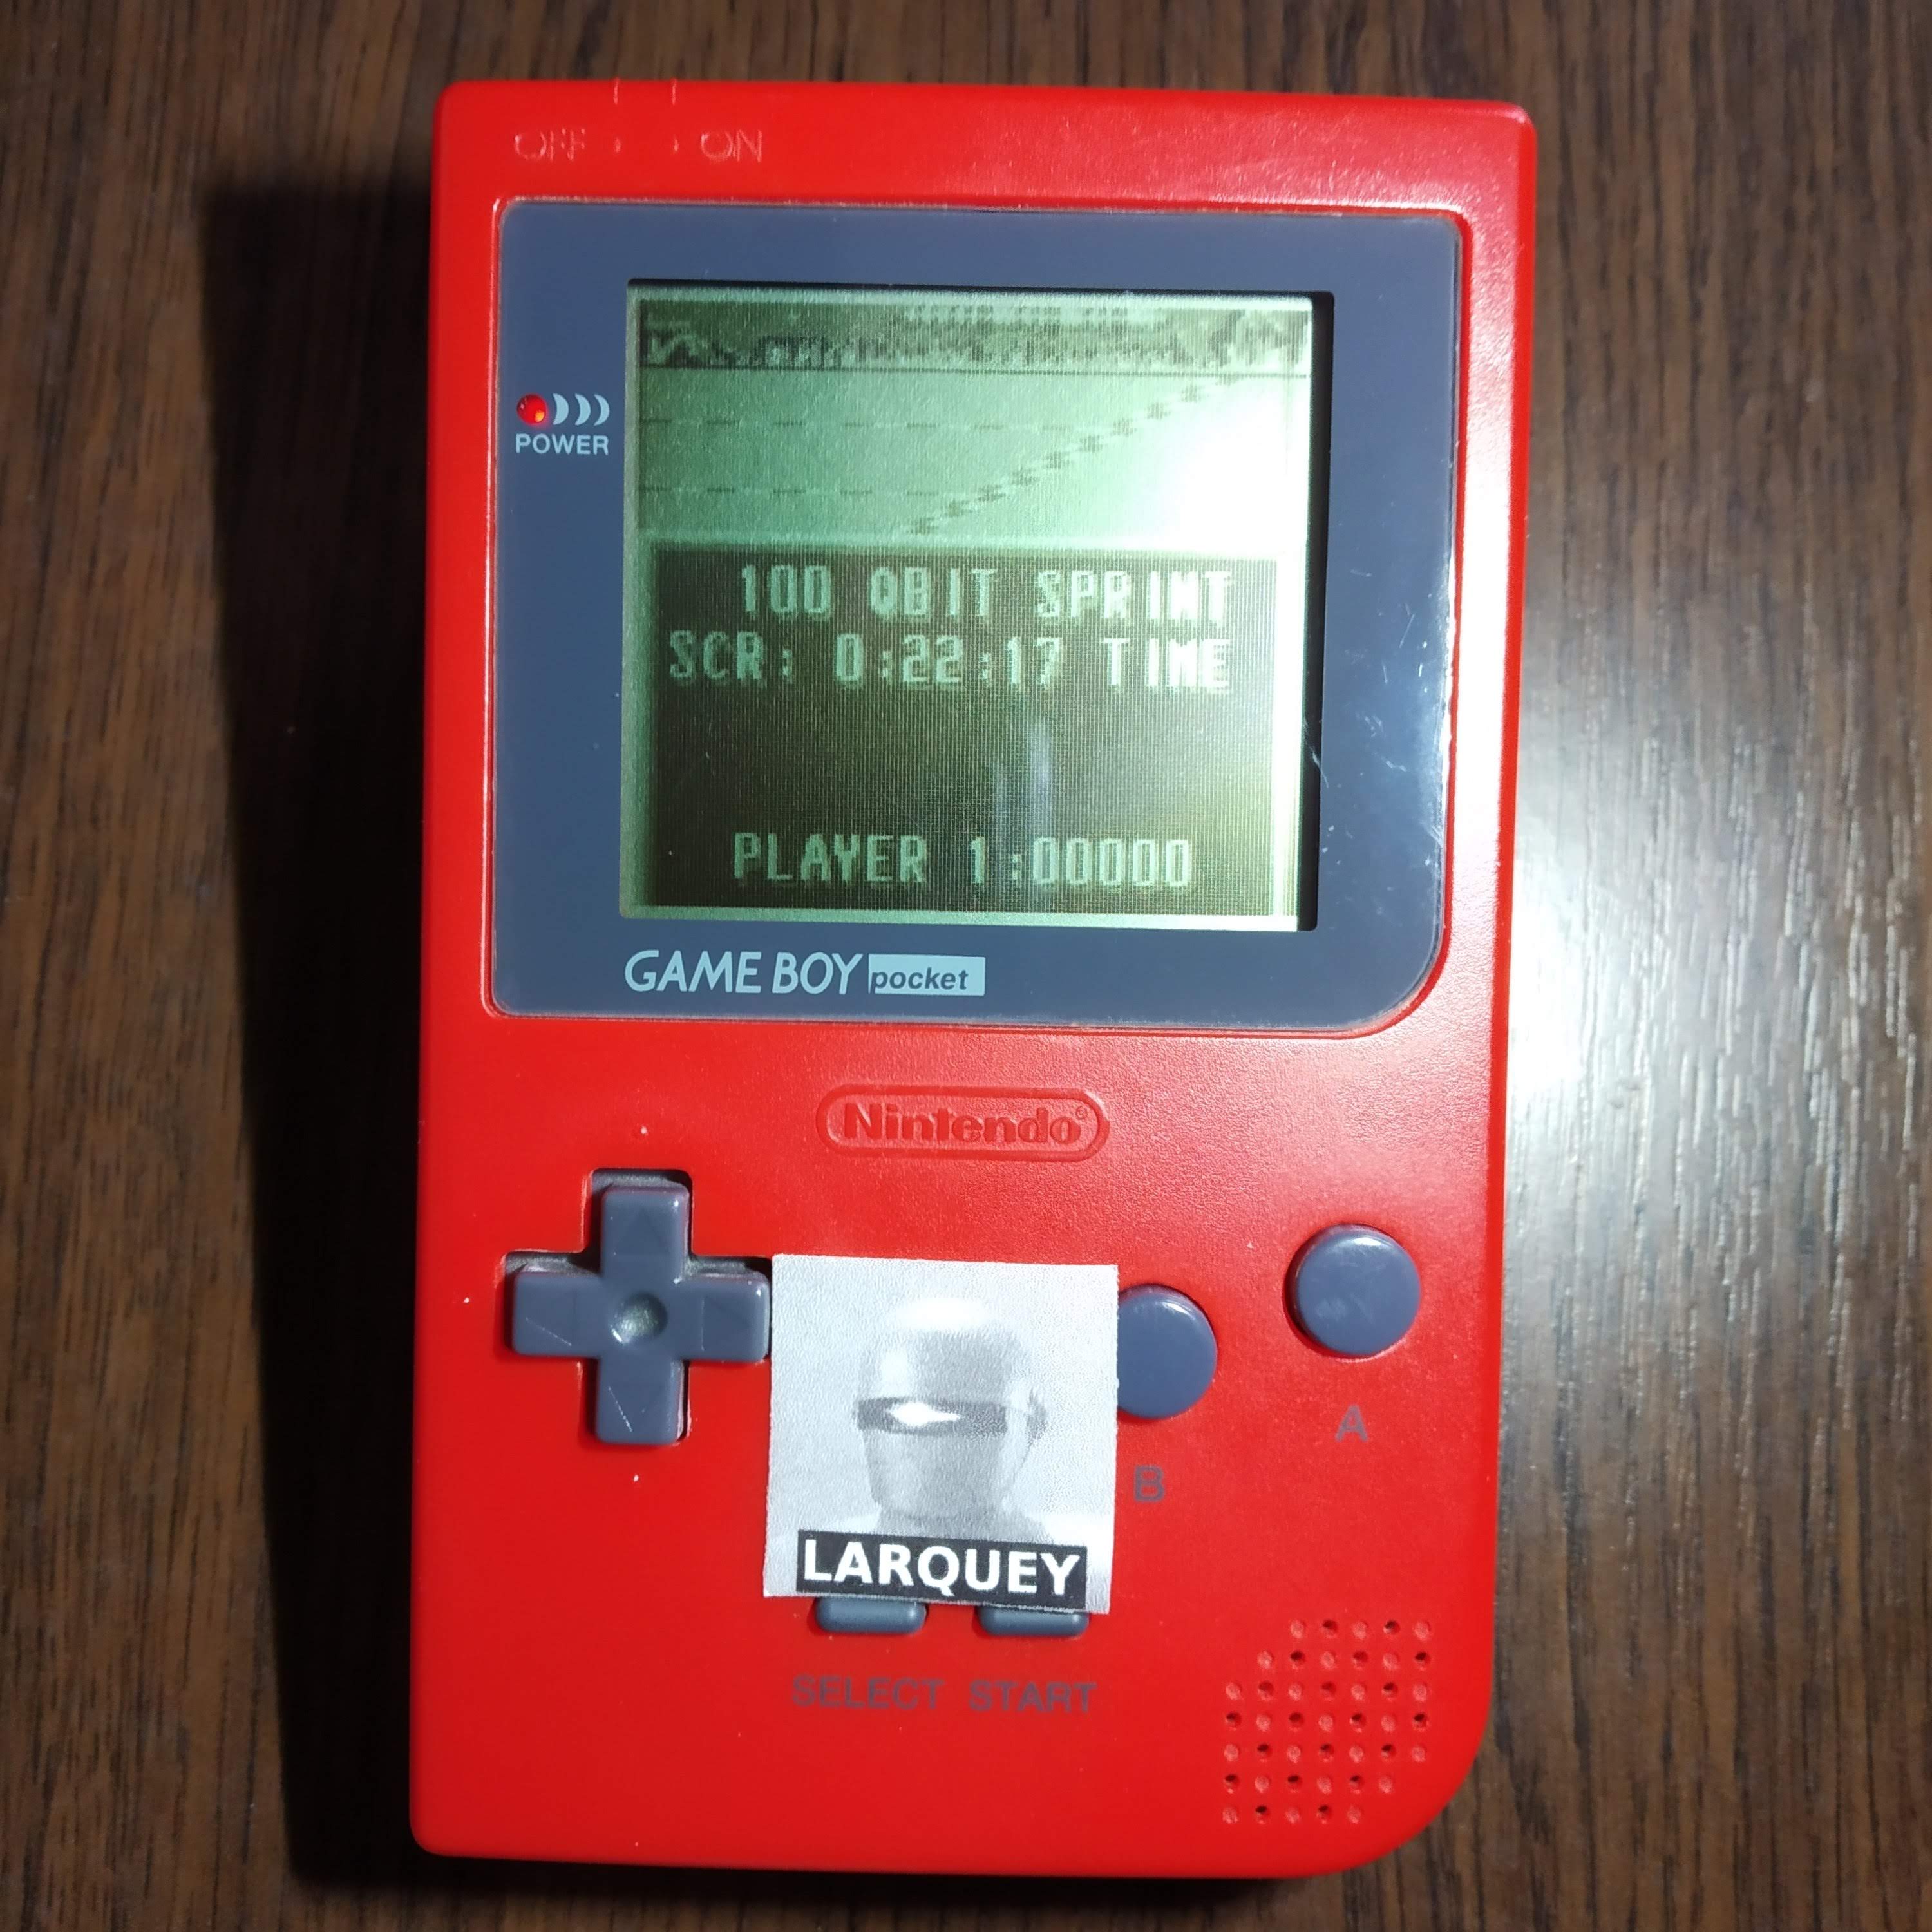 OFF ON
POWER
100 QBIT SPRINT
SCR: 0:22:17 TIME
PLAYER 1:00000
GAME BOY pocket
Nintendo®
A
B
LARQUEY
SELECT START